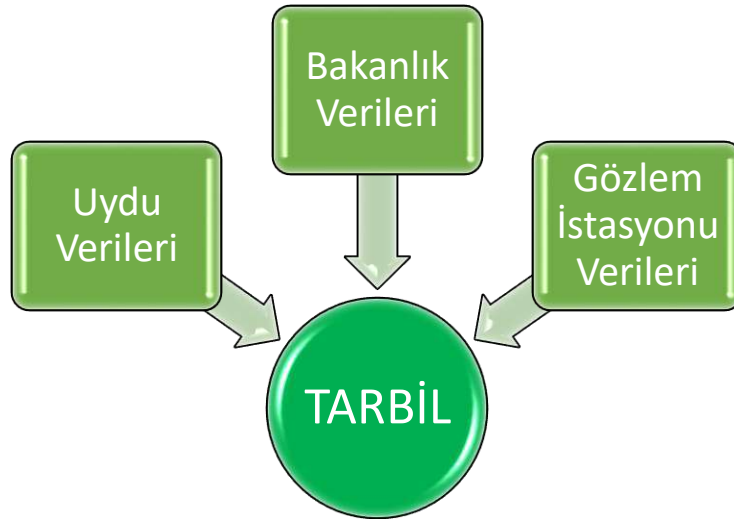 Bakanlık
Verileri
Uydu
Verileri
Gözlem
İstasyonu
Verileri
TARBİL